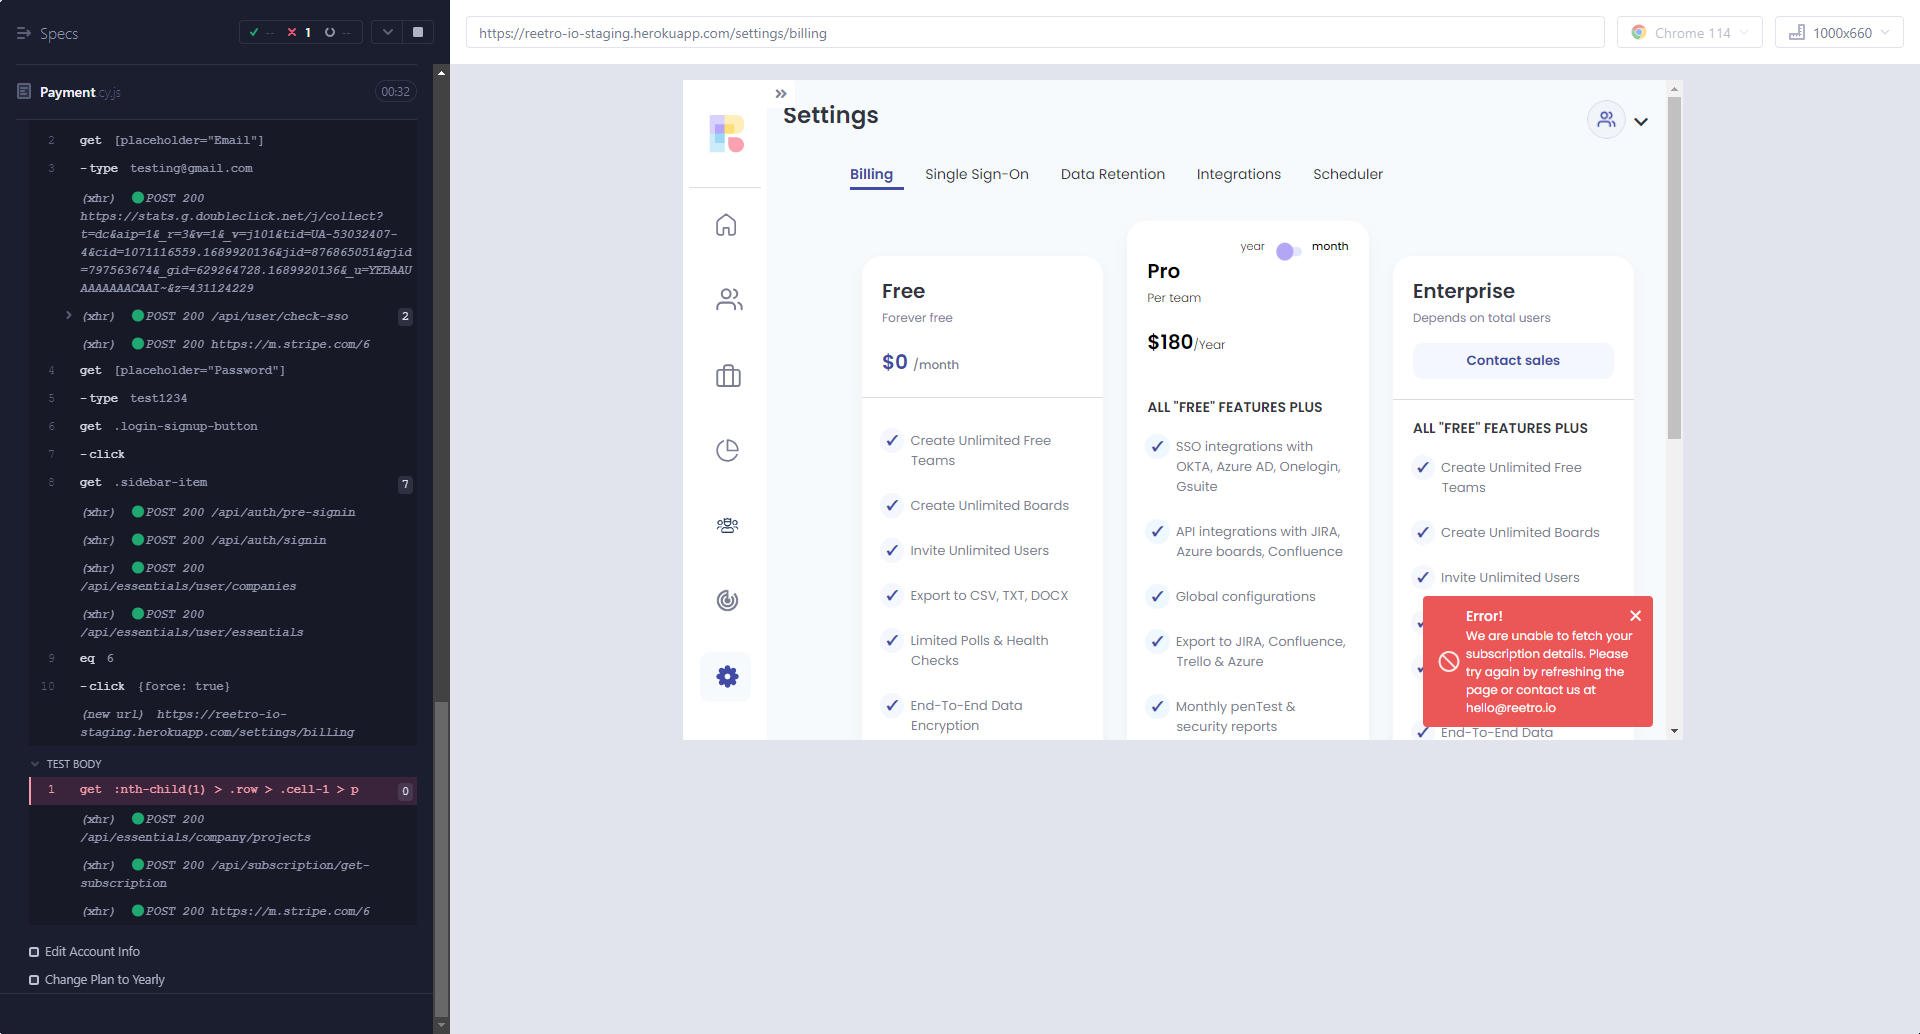 Specs
-- 1 --
Payment cy.js 00:32
2 get [placeholder="Email"]
3 -type testing@gmail.com
(xhr) POST 200
https://stats.g.doubleclick.net/j/collect?
t=dc&aip=1&_r=3&v=1&_v=j101&tid=UA-53032407-
4&cid=1071116559.1689920136&jid=876865051&gjid
=797563674&_gid=629264728.1689920136&_u=YEBAAU
AAAAAAACAAI~&z=431124229
(xhr) POST 200 /api/user/check-sso 2
(xhr) POST 200 https://m.stripe.com/6
4 get [placeholder="Password"]
5 -type test1234
6 get .login-signup-button
7 -click
8 get .sidebar-item 7
(xhr) POST 200 /api/auth/pre-signin
(xhr) POST 200 /api/auth/signin
(xhr) POST 200
/api/essentials/user/companies
(xhr) POST 200
/api/essentials/user/essentials
9 eq 6
10 -click {force: true}
(new url) https://reetro-io-
staging.herokuapp.com/settings/billing
TEST BODY
1 get :nth-child(1) > .row > .cell-1 > p 0
(xhr) POST 200
/api/essentials/company/projects
(xhr) POST 200 /api/subscription/get-
subscription
(xhr) POST 200 https://m.stripe.com/6
Edit Account Info
Change Plan to Yearly
https://reetro-io-staging.herokuapp.com/settings/billing
Chrome 114
1000x660
Settings
Billing Single Sign-On Data Retention Integrations Scheduler
Free
Forever free
$0 /month
Create Unlimited Free
Teams
Create Unlimited Boards
Invite Unlimited Users
Export to CSV, TXT, DOCX
Limited Polls & Health
Checks
End-To-End Data
Encryption
year month
Pro
Per team
$180/Year
ALL "FREE" FEATURES PLUS
SSO integrations with
OKTA, Azure AD, Onelogin,
Gsuite
API integrations with JIRA,
Azure boards, Confluence
Global configurations
Export to JIRA, Confluence,
Trello & Azure
Monthly penTest &
security reports
Enterprise
Depends on total users
Contact sales
ALL "FREE" FEATURES PLUS
Create Unlimited Free
Teams
Create Unlimited Boards
Invite Unlimited Users
End-To-End Data
Error!
We are unable to fetch your
subscription details. Please
try again by refreshing the
page or contact us at
hello@reetro.io